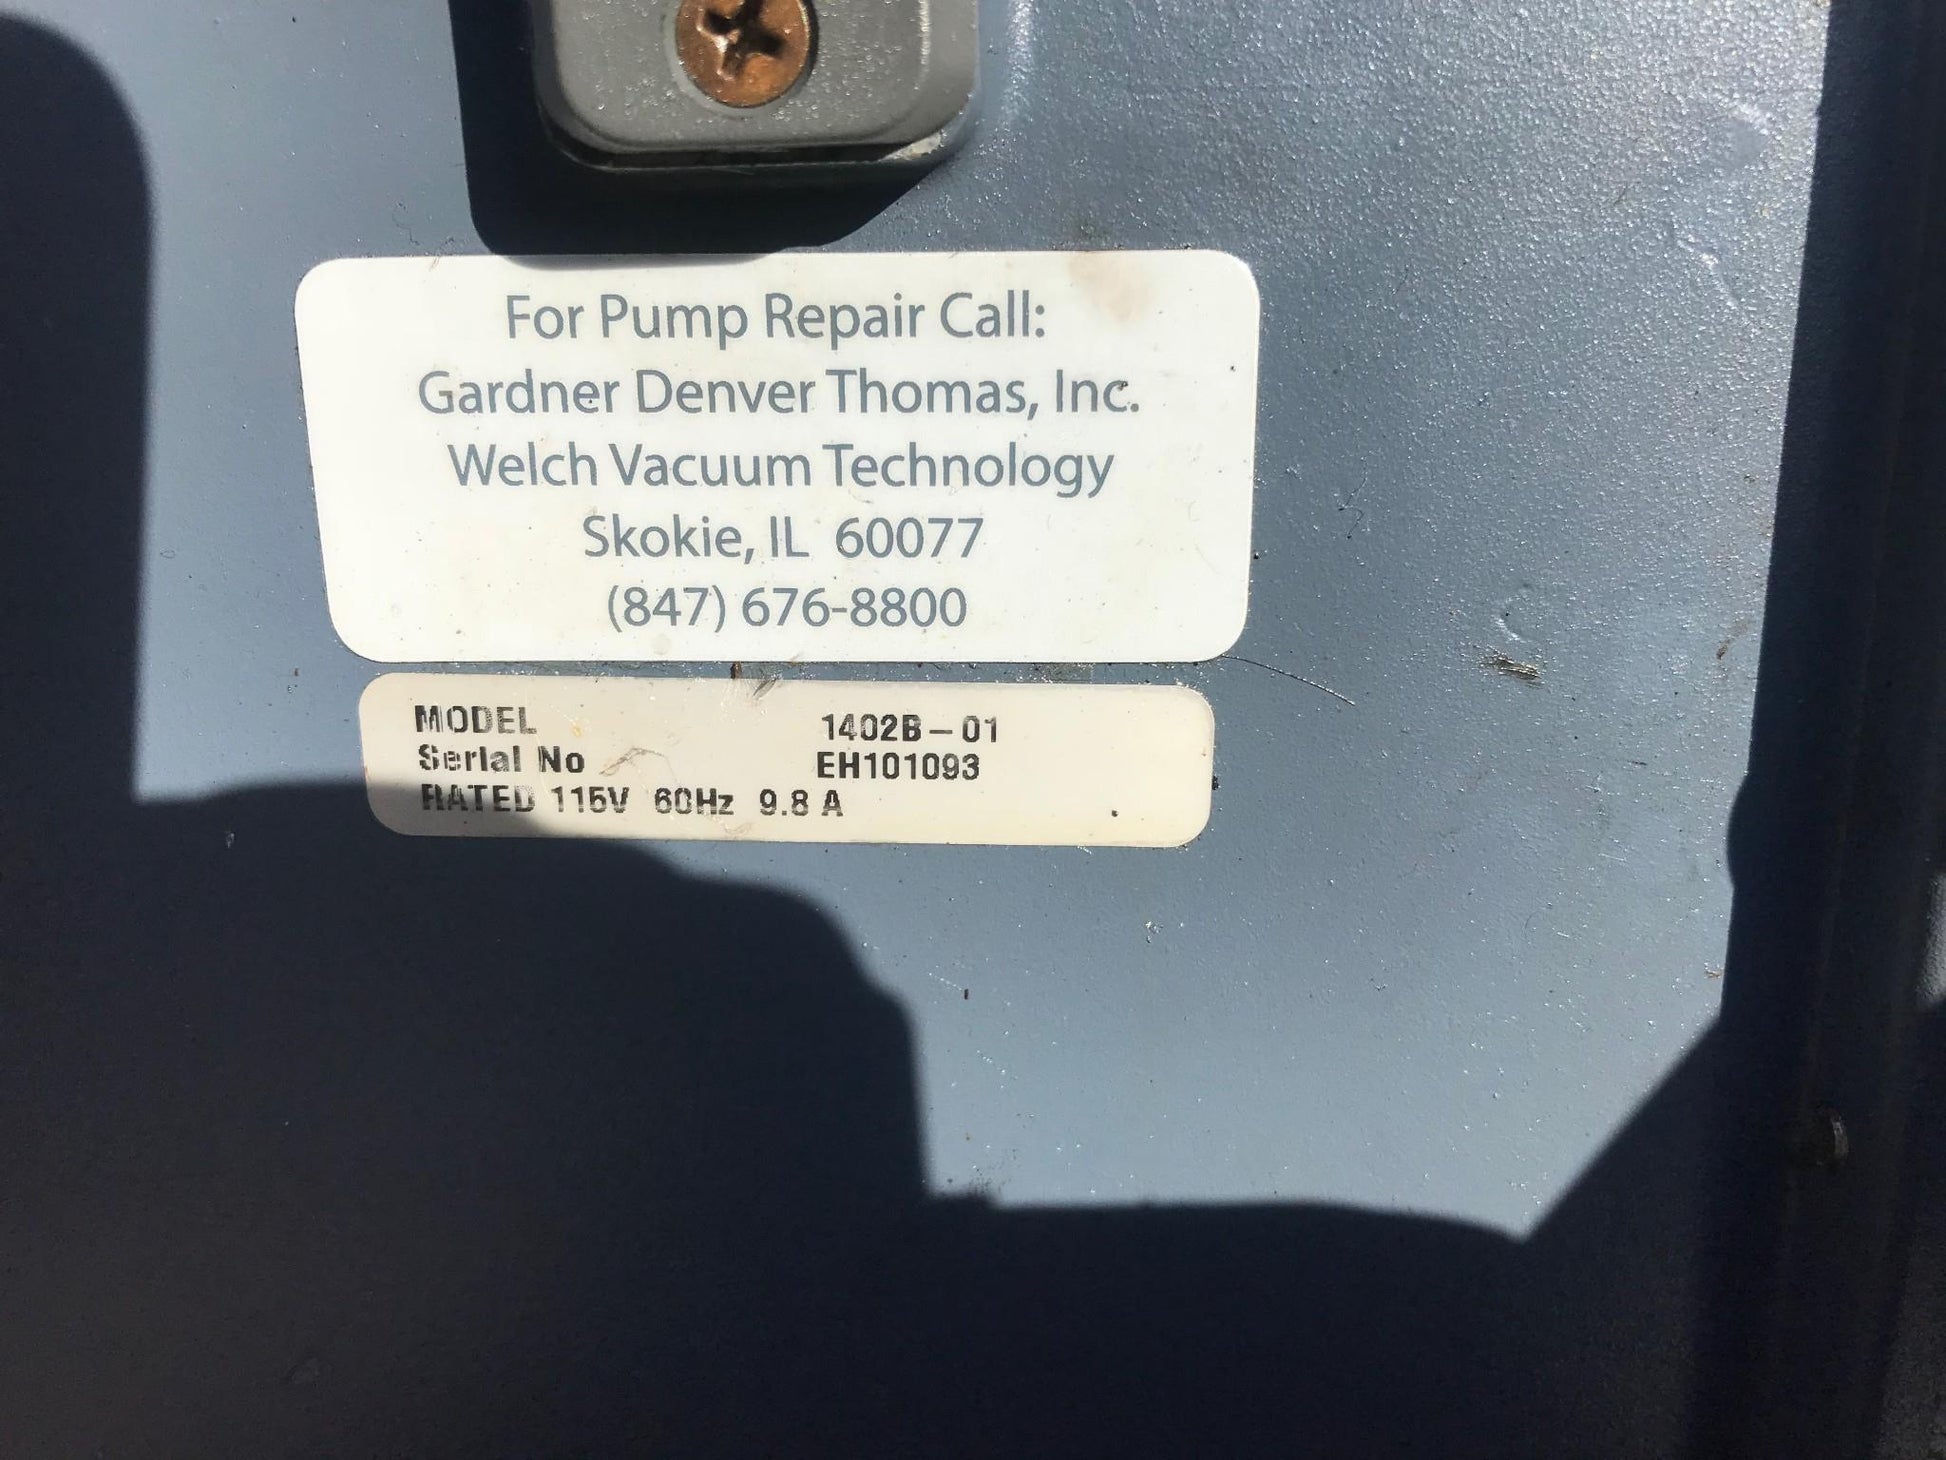 For Pump Repair Call:
Gardner Denver Thomas, Inc.
Welch Vacuum Technology
Skokie, IL 60077
(847) 676-8800
MODEL 1402B-01
Serial No EH101093
RATED 115V 60Hz 9.8 A